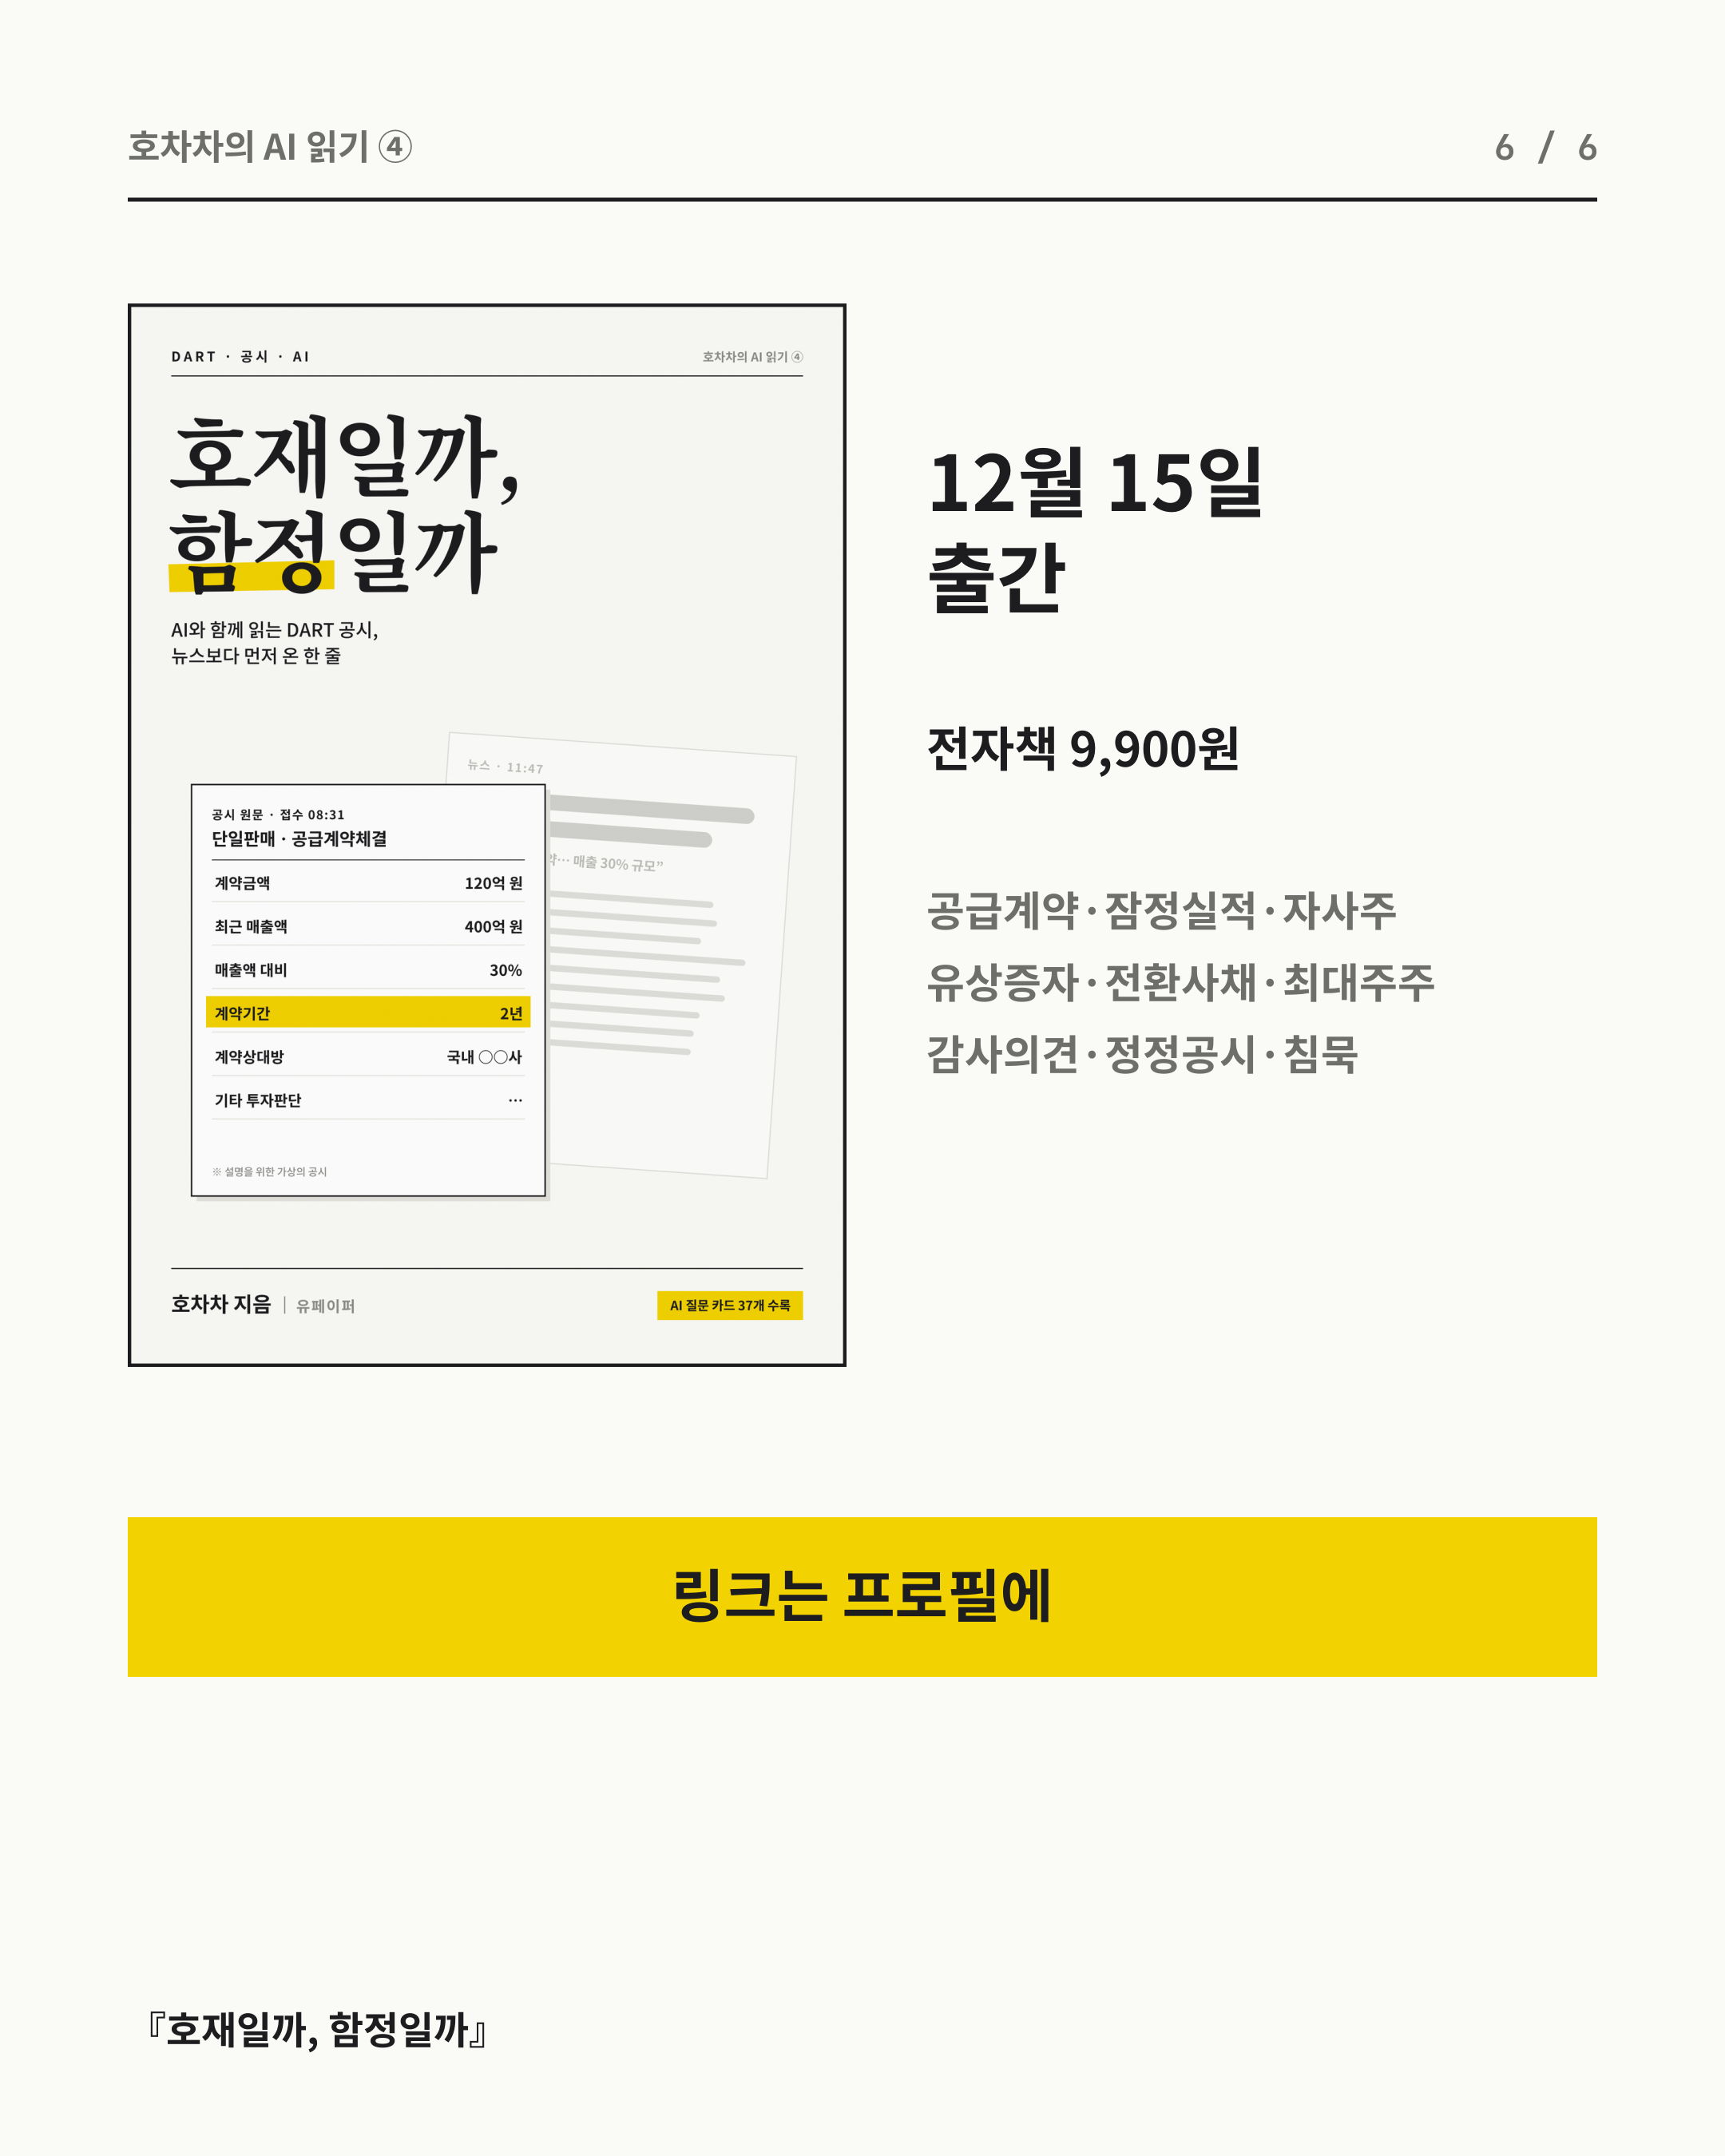 호차차의 AI 읽기 ④
6 / 6
DART · 공시 · AI
호차차의 AI 읽기 ④
호재일까,
함정일까
AI와 함께 읽는 DART 공시,
뉴스보다 먼저 온 한 줄
뉴스 · 11:47
… 매출 30% 규모”
공시 원문 · 접수 08:31
단일판매 · 공급계약체결
계약금액 120억 원
최근 매출액 400억 원
매출액 대비 30%
계약기간 2년
계약상대방 국내 ○○사
기타 투자판단 …
※ 설명을 위한 가상의 공시
호차차 지음 | 유페이퍼
AI 질문 카드 37개 수록
12월 15일
출간
전자책 9,900원
공급계약·잠정실적·자사주
유상증자·전환사채·최대주주
감사의견·정정공시·침묵
링크는 프로필에
『호재일까, 함정일까』